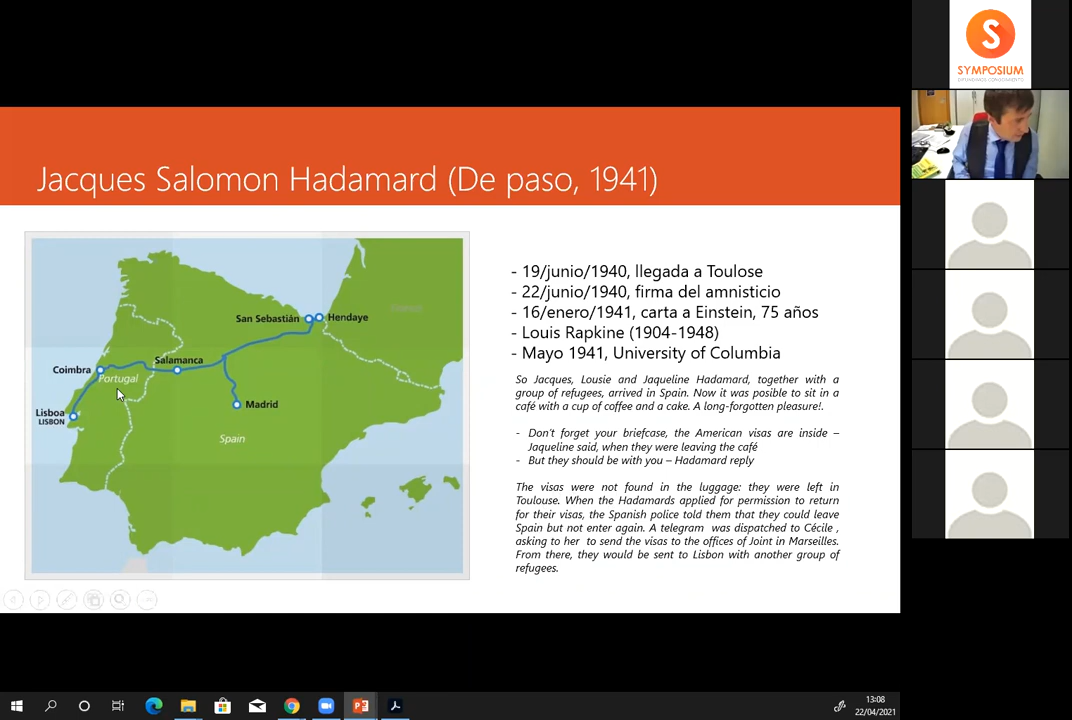 S
SYMPOSIUM
Jacques Salomon Hadamard (De paso, 1941)
San Sebastián
Hendaye
Salamanca
Coimbra
Portugal
Madrid
Lisboa
LISBON
Spain
- 19/junio/1940, llegada a Toulose
- 22/junio/1940, firma del amnisticio
- 16/enero/1941, carta a Einstein, 75 años
- Louis Rapkine (1904-1948)
- Mayo 1941, University of Columbia
So Jacques, Lousie and Jaqueline Hadamard, together with a
group of refugees, arrived in Spain. Now it was posible to sit in a
café with a cup of coffee and a cake. A long-forgotten pleasure!.
- Don't forget your briefcase, the American visas are inside –
Jaqueline said, when they were leaving the café
- But they should be with you – Hadamard reply
The visas were not found in the luggage: they were left in
Toulouse. When the Hadamards applied for permission to return
for their visas, the Spanish police told them that they could leave
Spain but not enter again. A telegram was dispatched to Cécile ,
asking to her to send the visas to the offices of Joint in Marseilles.
From there, they would be sent to Lisbon with another group of
refugees.
13:08
22/04/2021